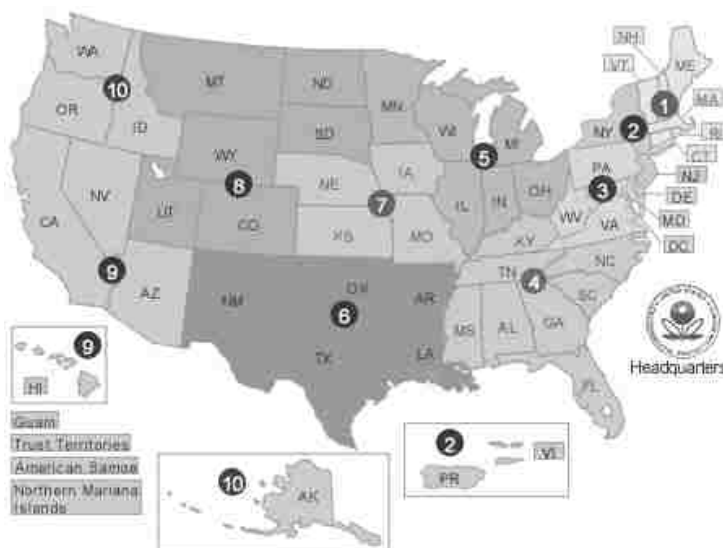 WA
MT
ND
MN
OR
ID
10
WY
SD
WI
MI
5
NY
2
1
ME
NH
VT
MA
RI
CT
NJ
DE
MD
DC
PA
3
NV
CA
UT
8
CO
NE
IA
7
IL
IN
OH
WV
VA
KS
MO
KY
9
AZ
NM
OK
AR
TN
4
NC
SC
6
TX
LA
MS
AL
GA
FL
Headquarters
9
HI
Guam
Trust Territories
American Samoa
Northern Mariana
Islands
10
AK
2
PR
VI